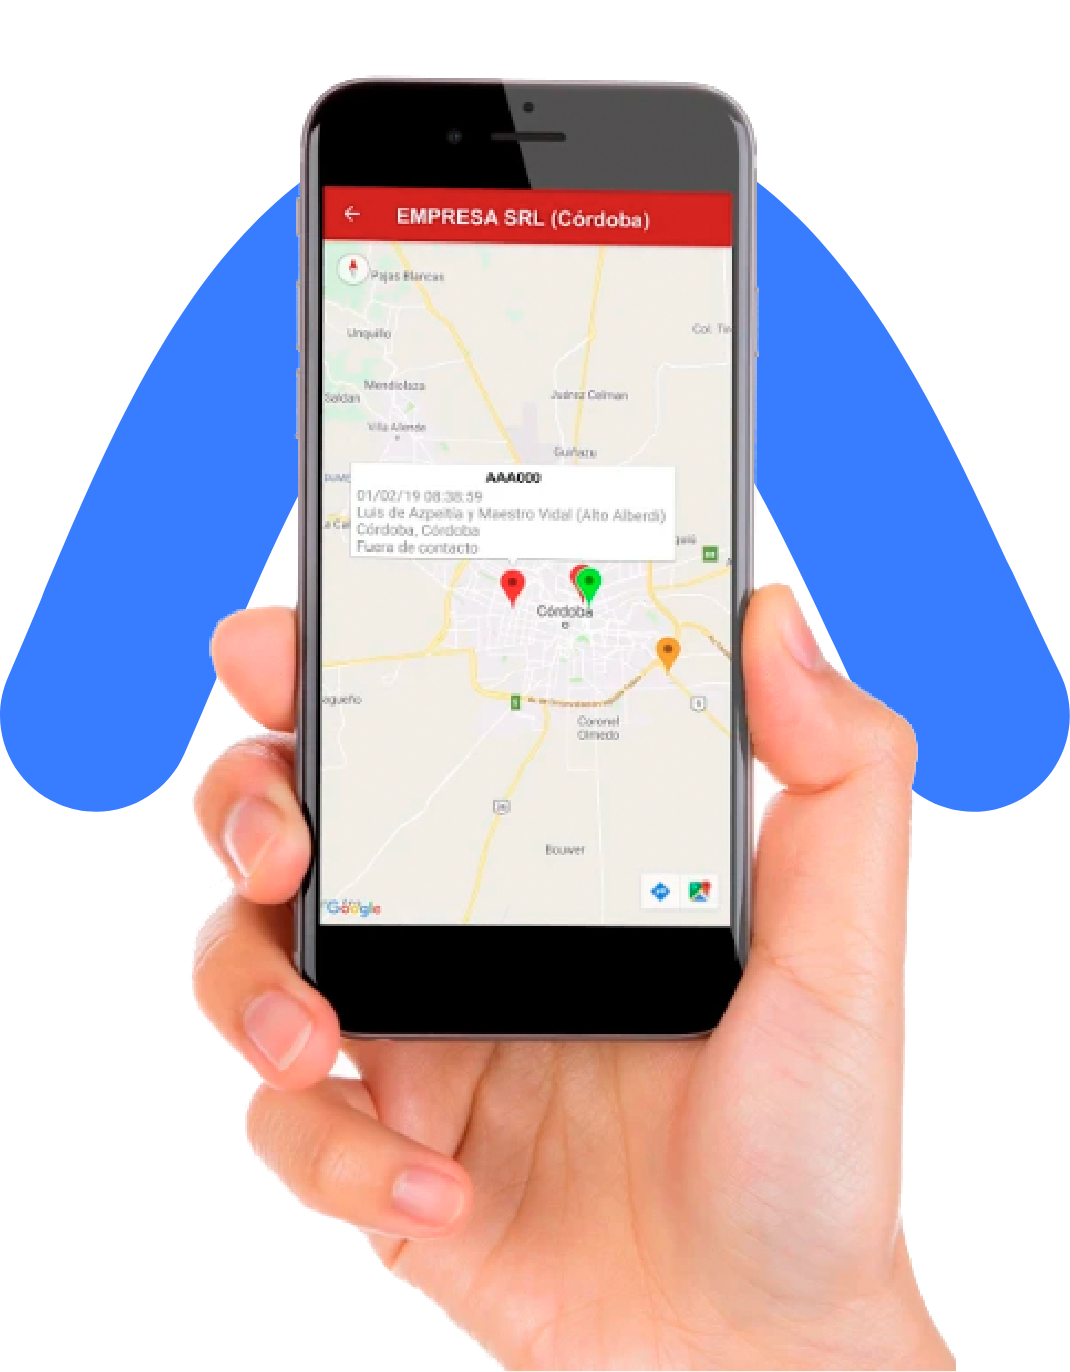 EMPRESA SRL (Córdoba)
Pajas Blancas
Unquillo
Col. Tir
Mendiolaza
Saldan
Juárez Celman
Villa Allende
Guiñazu
AAA000
01/02/19 08:38:59
Luis de Azpeitia y Maestro Vidal (Alto Alberdi)
Córdoba, Córdoba
Fuera de contacto
Córdoba
agueño
Coronel
Olmedo
Bouwer
Google